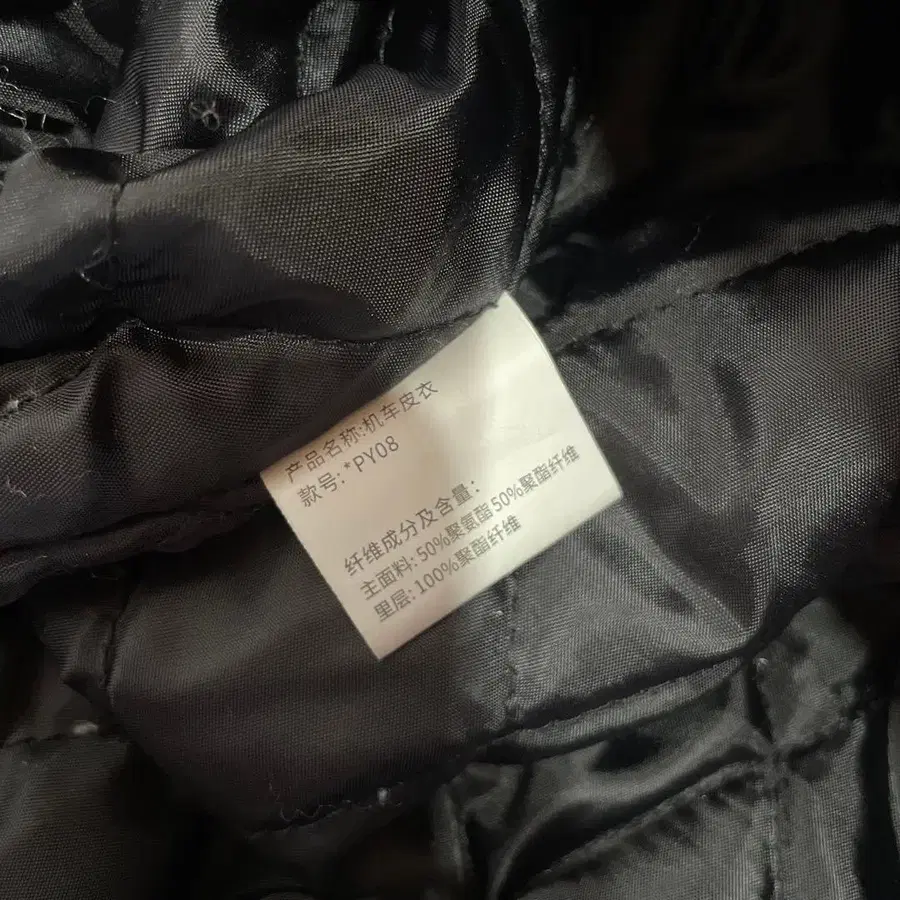 产品名称:机车皮衣
款号:*PY08
纤维成分及含量:
主面料:50%聚氨酯50%聚酯纤维
里层:100%聚酯纤维